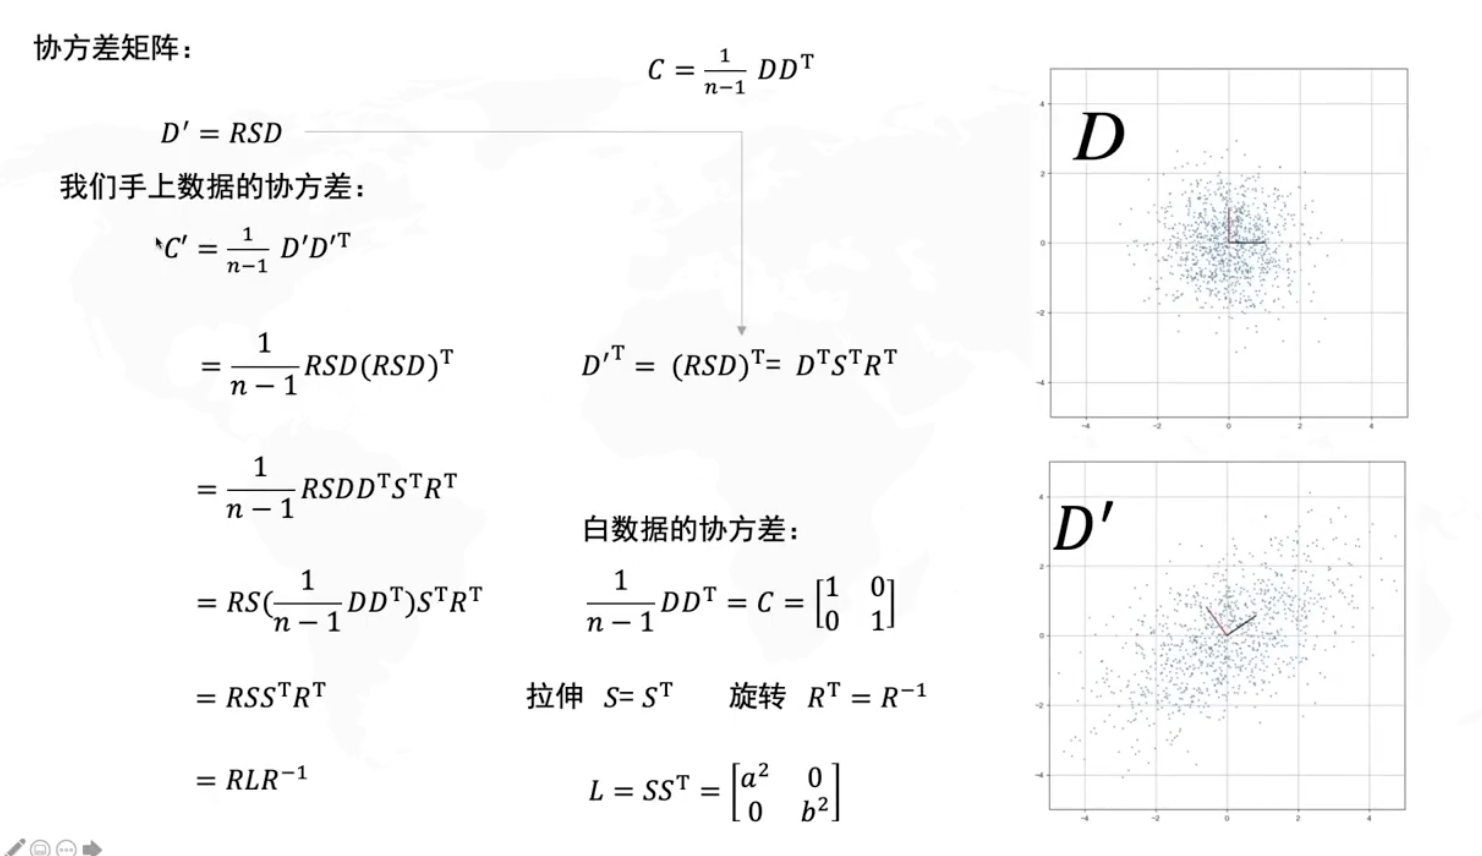 协方差矩阵：
C = \frac{1}{n-1} DD^T
D' = RSD
我们手上数据的协方差：
C' = \frac{1}{n-1} D'D'^T
= \frac{1}{n-1} RSD(RSD)^T
D'^T = (RSD)^T = D^T S^T R^T
= \frac{1}{n-1} RSDD^T S^T R^T
白数据的协方差：
= RS(\frac{1}{n-1} DD^T)S^T R^T
\frac{1}{n-1} DD^T = C = \begin{bmatrix} 1 & 0 \\ 0 & 1 \end{bmatrix}
= RSS^T R^T
拉伸 S= S^T 旋转 R^T = R^{-1}
= RLR^{-1}
L = SS^T = \begin{bmatrix} a^2 & 0 \\ 0 & b^2 \end{bmatrix}
D
4
2
0
-2
-4
-4 -2 0 2 4
D'
4
2
0
-2
-4
-4 -2 0 2 4